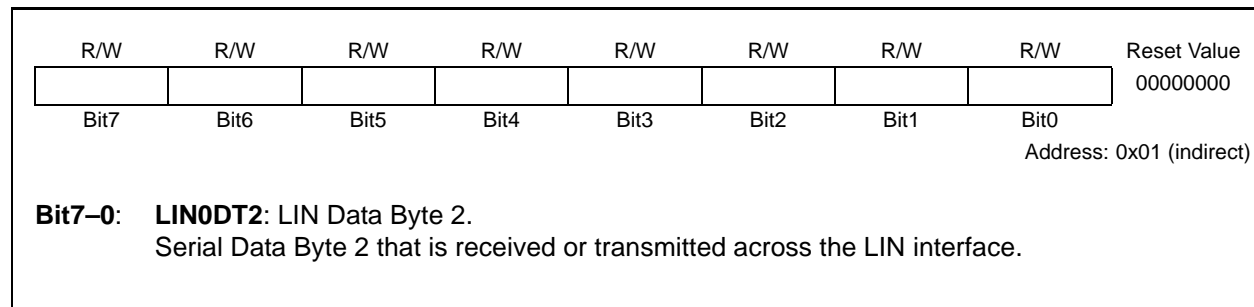 R/W R/W R/W R/W R/W R/W R/W R/W Reset Value
00000000
Bit7 Bit6 Bit5 Bit4 Bit3 Bit2 Bit1 Bit0
Address: 0x01 (indirect)
Bit7–0: LIN0DT2: LIN Data Byte 2.
Serial Data Byte 2 that is received or transmitted across the LIN interface.